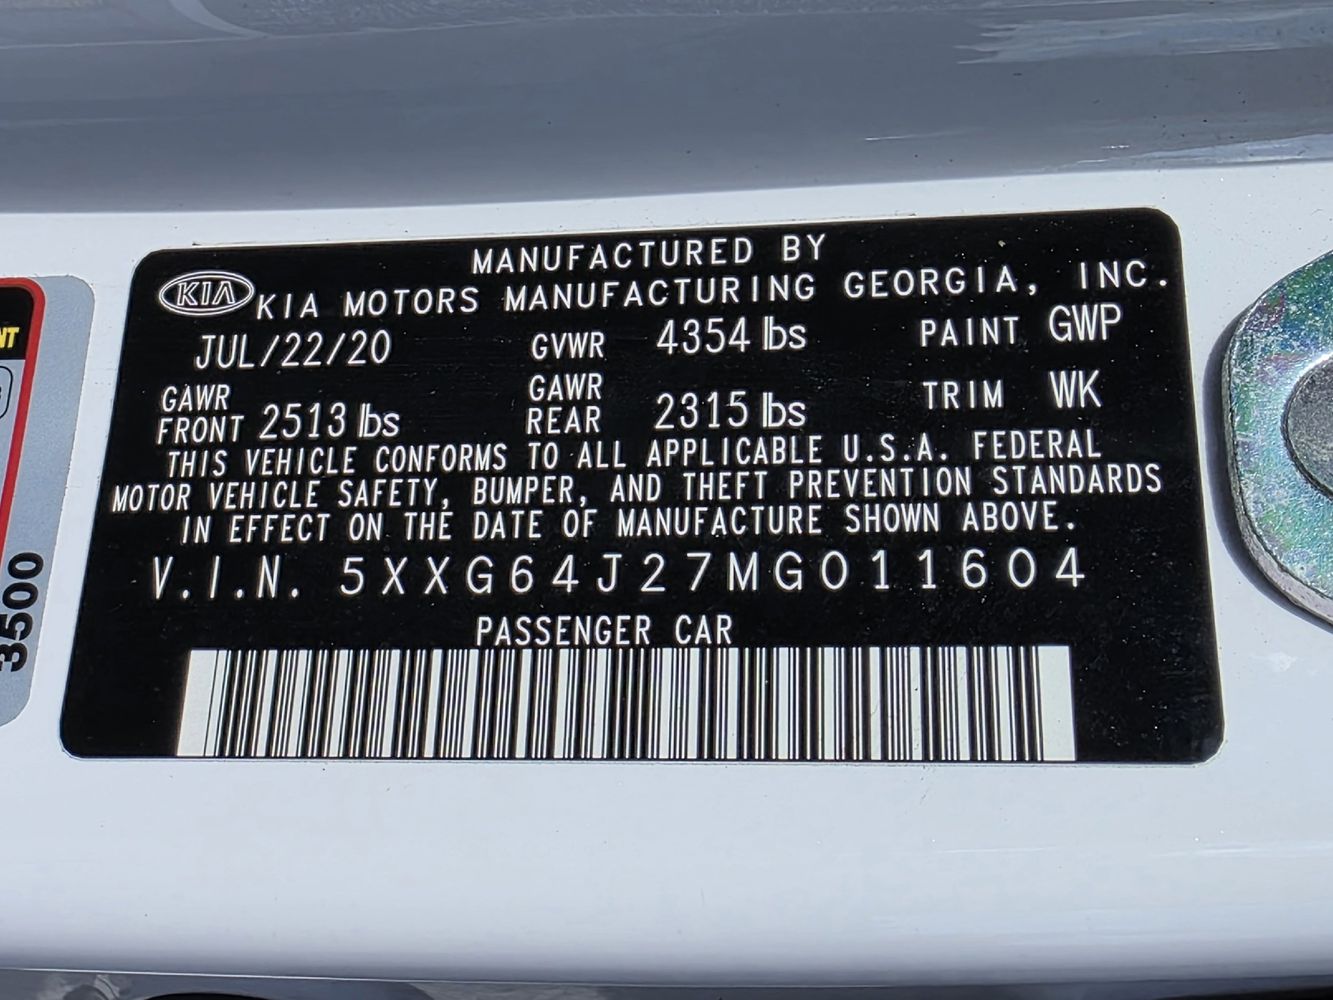 MANUFACTURED BY
KIA KIA MOTORS MANUFACTURING GEORGIA, INC.
JUL/22/20 GVWR 4354 lbs PAINT GWP
GAWR FRONT 2513 lbs GAWR REAR 2315 lbs TRIM WK
THIS VEHICLE CONFORMS TO ALL APPLICABLE U.S.A. FEDERAL
MOTOR VEHICLE SAFETY, BUMPER, AND THEFT PREVENTION STANDARDS
IN EFFECT ON THE DATE OF MANUFACTURE SHOWN ABOVE.
V.I.N. 5XXG64J27MG011604
PASSENGER CAR
NT
3500